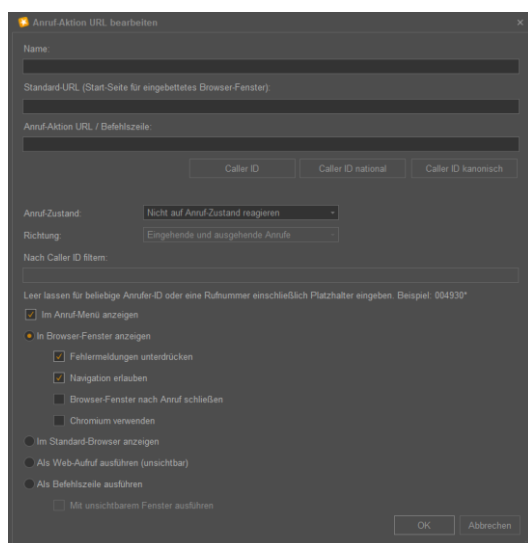 Anruf-Aktion URL bearbeiten
Name:
Standard-URL (Start-Seite für eingebettetes Browser-Fenster):
Anruf-Aktion URL / Befehlszeile:
Caller ID Caller ID national Caller ID kanonisch
Anruf-Zustand: Nicht auf Anruf-Zustand reagieren
Richtung: Eingehende und ausgehende Anrufe
Nach Caller ID filtern:
Leer lassen für beliebige Anrufer-ID oder eine Rufnummer einschließlich Platzhalter eingeben. Beispiel: 004930*
Im Anruf-Menü anzeigen
In Browser-Fenster anzeigen
Fehlermeldungen unterdrücken
Navigation erlauben
Browser-Fenster nach Anruf schließen
Chromium verwenden
Im Standard-Browser anzeigen
Als Web-Aufruf ausführen (unsichtbar)
Als Befehlszeile ausführen
Mit unsichtbarem Fenster ausführen
OK Abbrechen